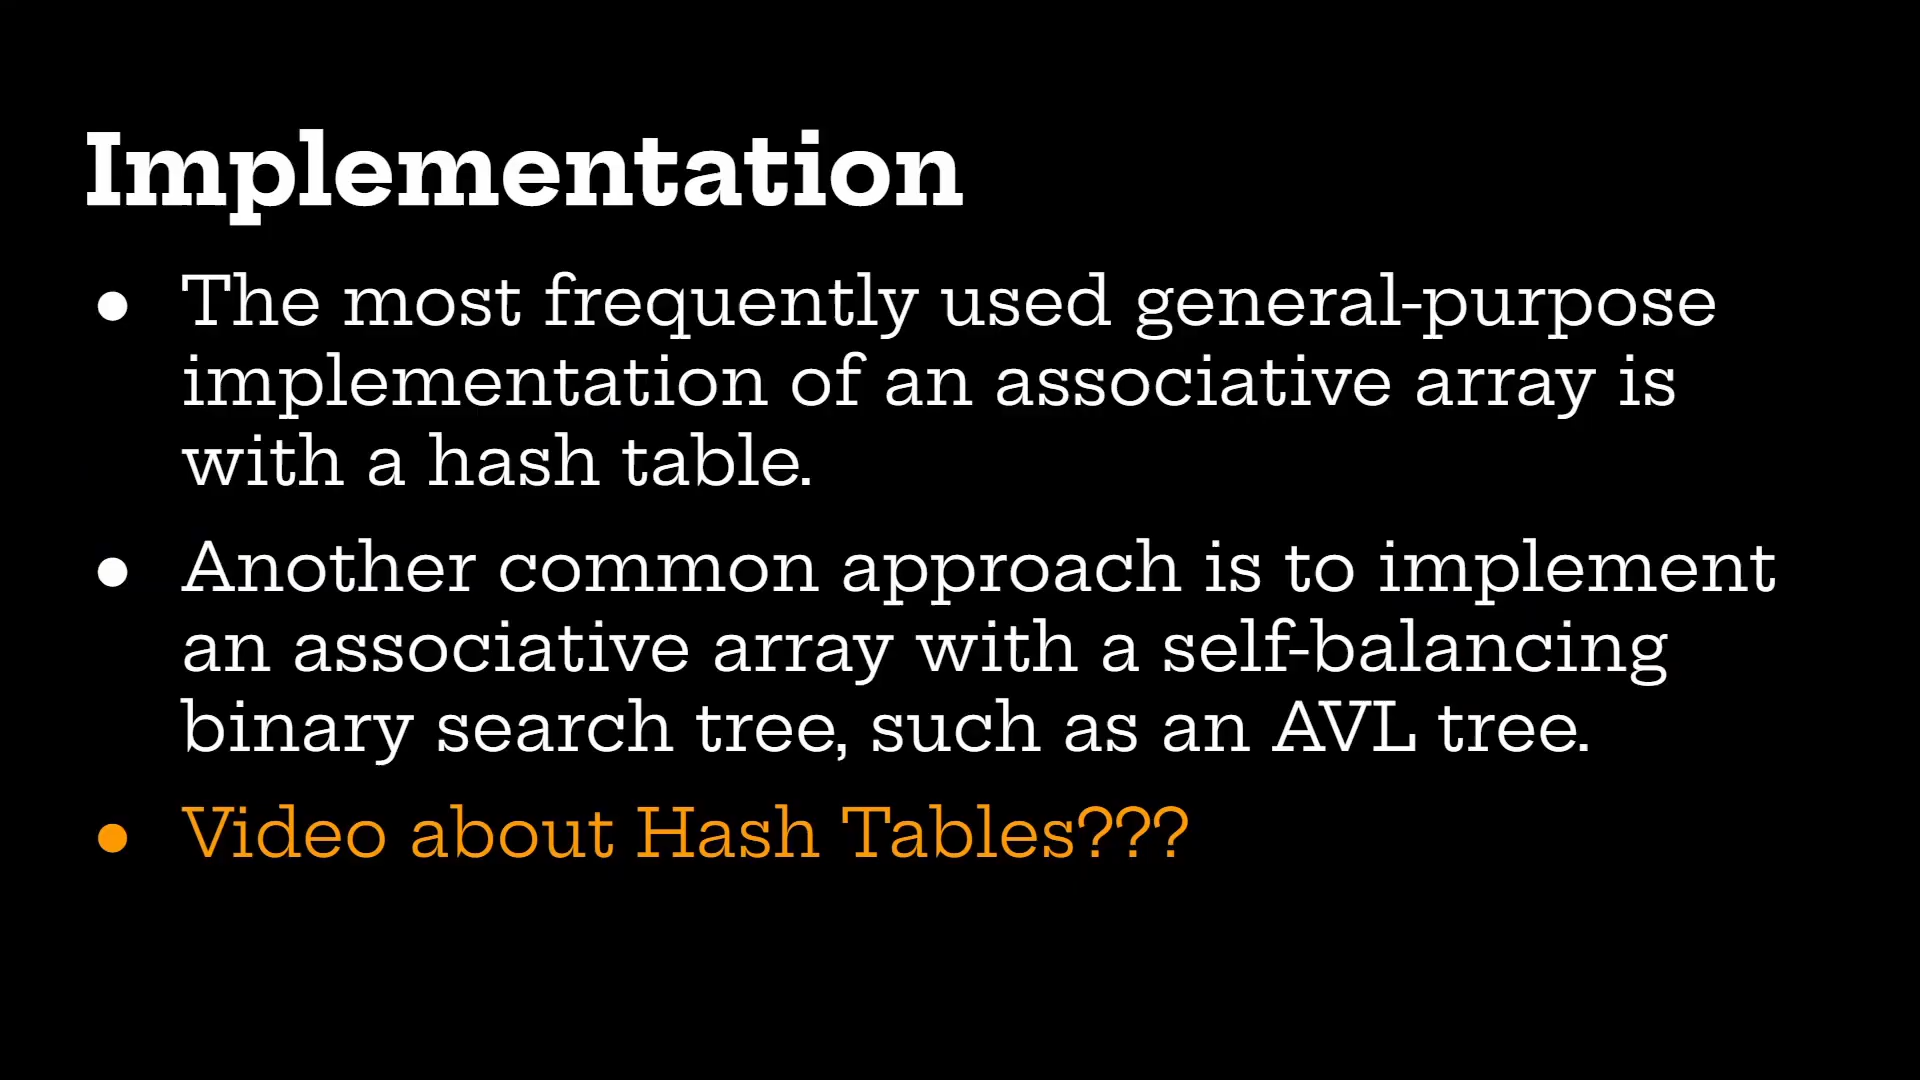 Implementation
● The most frequently used general-purpose
implementation of an associative array is
with a hash table.
● Another common approach is to implement
an associative array with a self-balancing
binary search tree, such as an AVL tree.
● Video about Hash Tables???